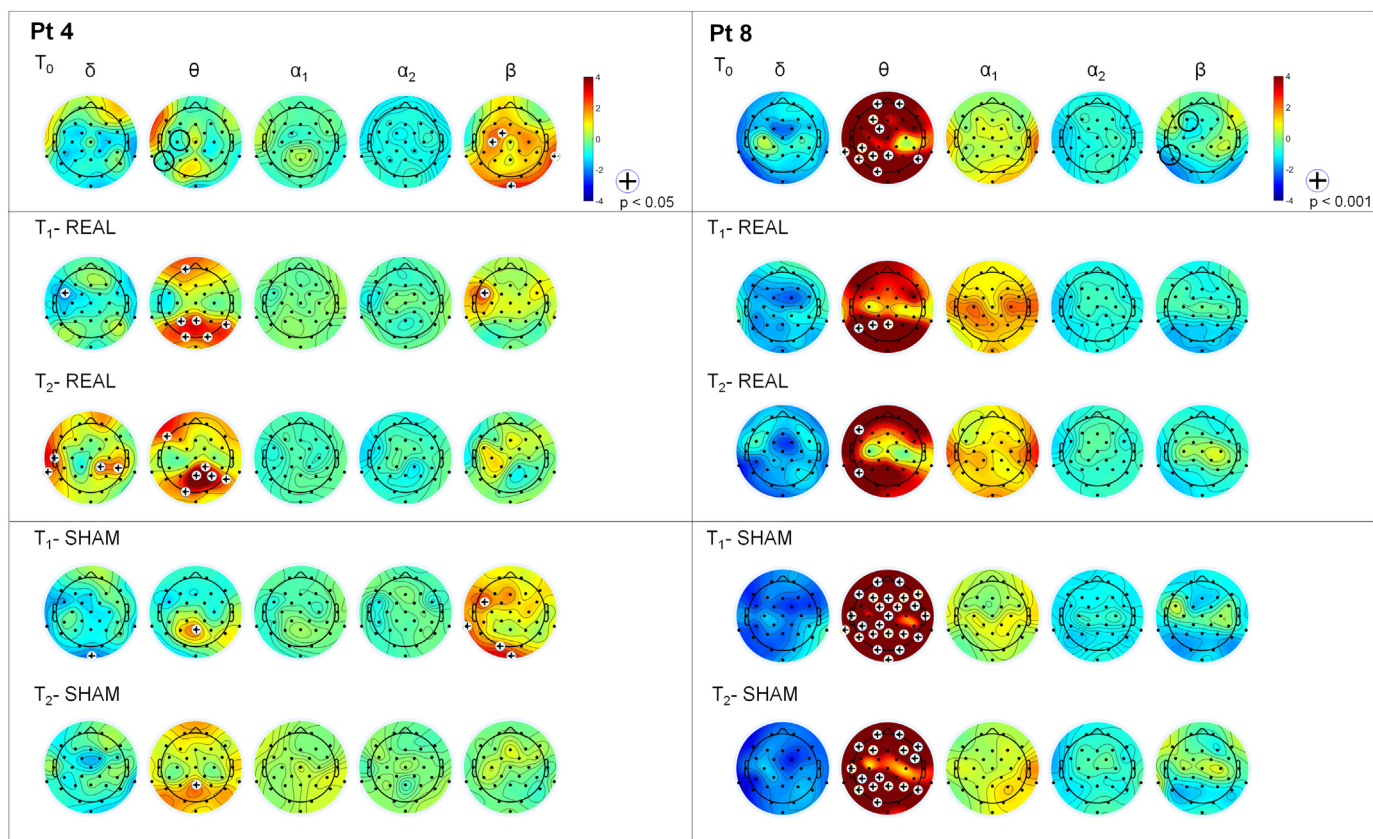 Pt 4
T0 δ θ α1 α2 β
4
2
0
-2
-4
+
p < 0.05
T1- REAL
T2- REAL
T1- SHAM
T2- SHAM
Pt 8
T0 δ θ α1 α2 β
4
2
0
-2
-4
+
p < 0.001
T1- REAL
T2- REAL
T1- SHAM
T2- SHAM